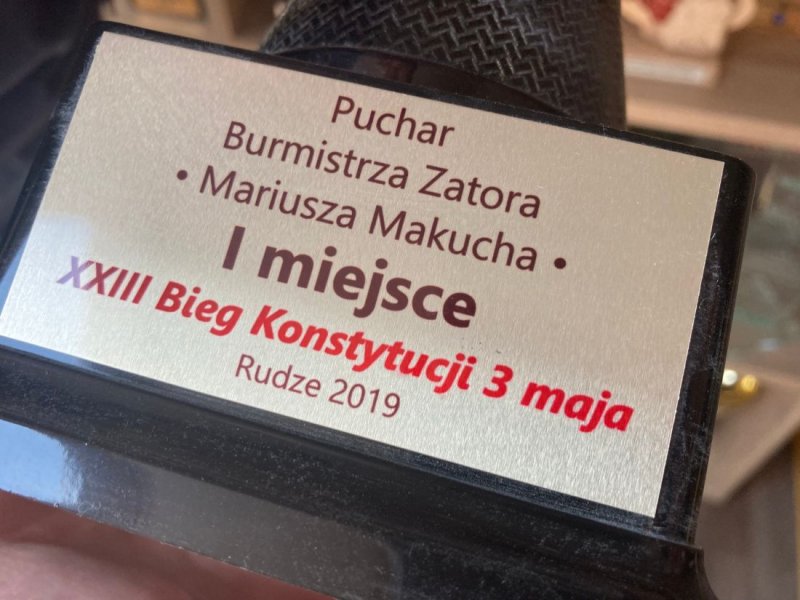 Puchar
Burmistrza Zatora
• Mariusza Makucha •
I miejsce
XXIII Bieg Konstytucji 3 maja
Rudze 2019